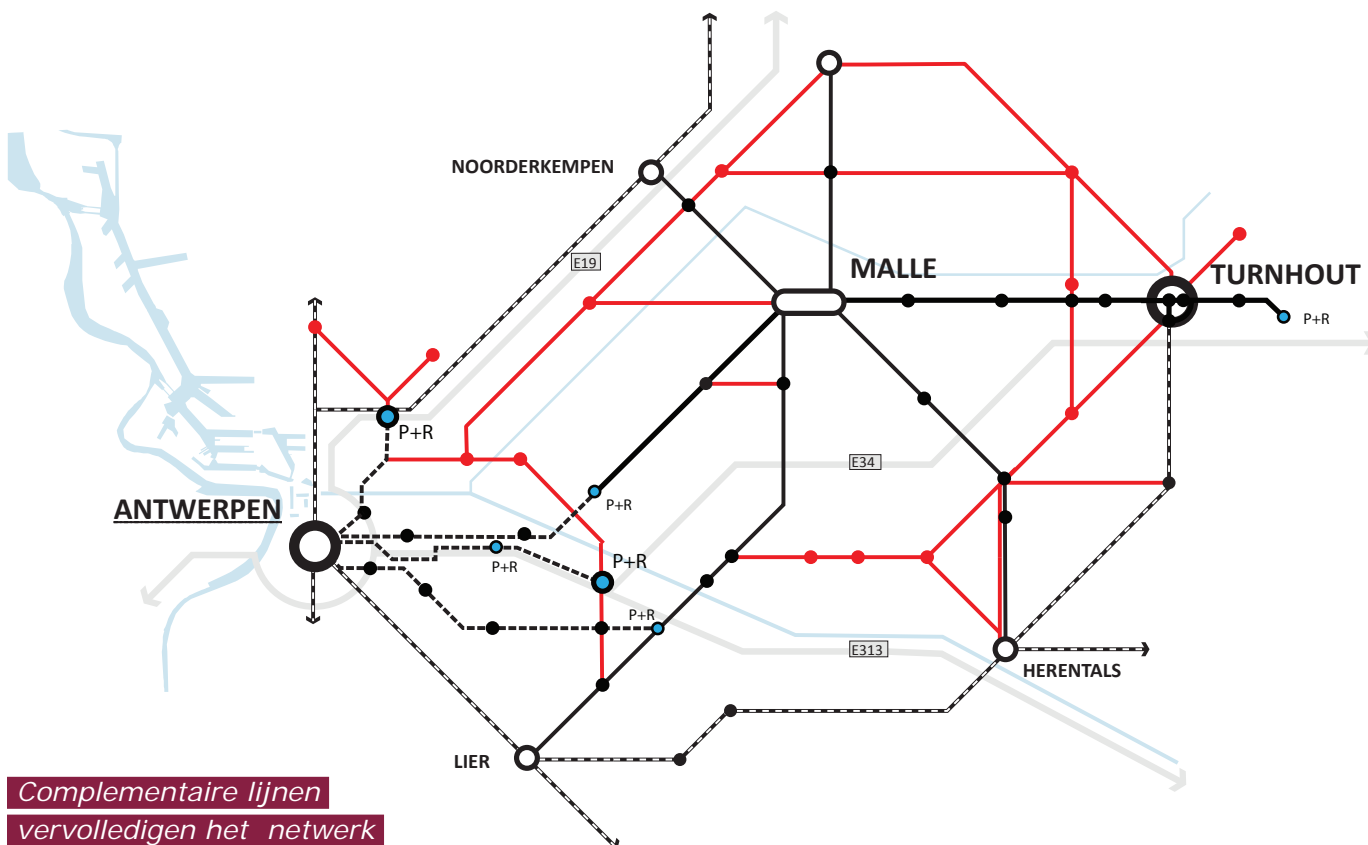 NOORDERKEMPEN
E19
MALLE
TURNHOUT
P+R
P+R
E34
P+R
ANTWERPEN
P+R
P+R
P+R
E313
HERENTALS
LIER
Complementaire lijnen
vervolledigen het netwerk